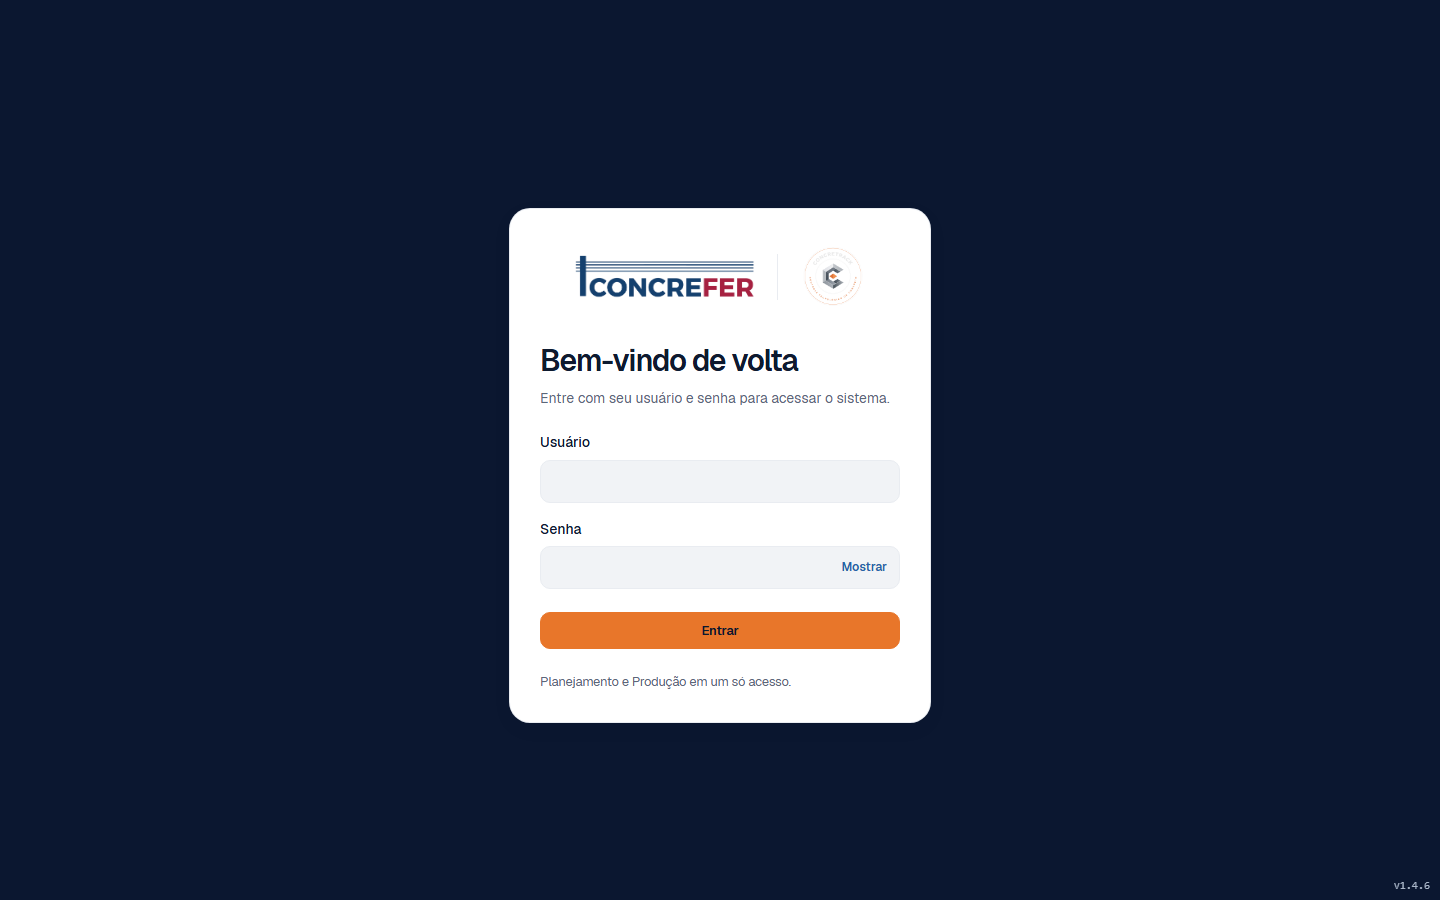 CONCREFER
Bem-vindo de volta
Entre com seu usuário e senha para acessar o sistema.
Usuário
Senha
Mostrar
Entrar
Planejamento e Produção em um só acesso.
v1.4.6